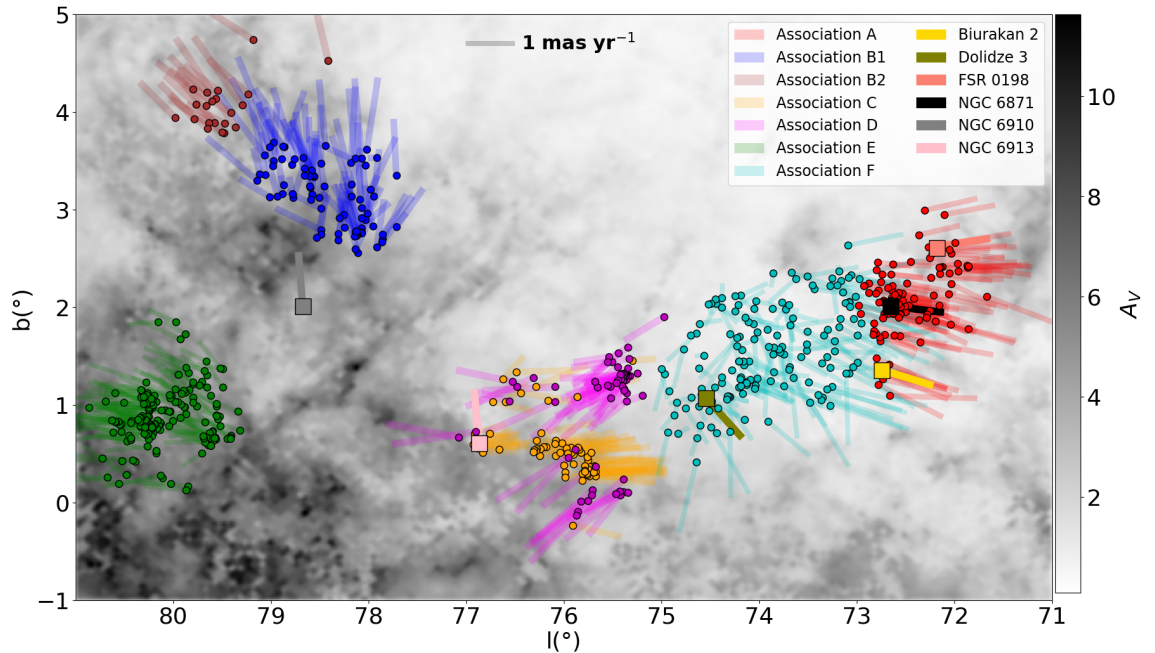 1 mas yr⁻¹
Association A
Association B1
Association B2
Association C
Association D
Association E
Association F
Biurakan 2
Dolidze 3
FSR 0198
NGC 6871
NGC 6910
NGC 6913
5
4
3
2
1
0
−1
b(°)
80 79 78 77 76 75 74 73 72 71
l(°)
10
8
6
4
2
A_V